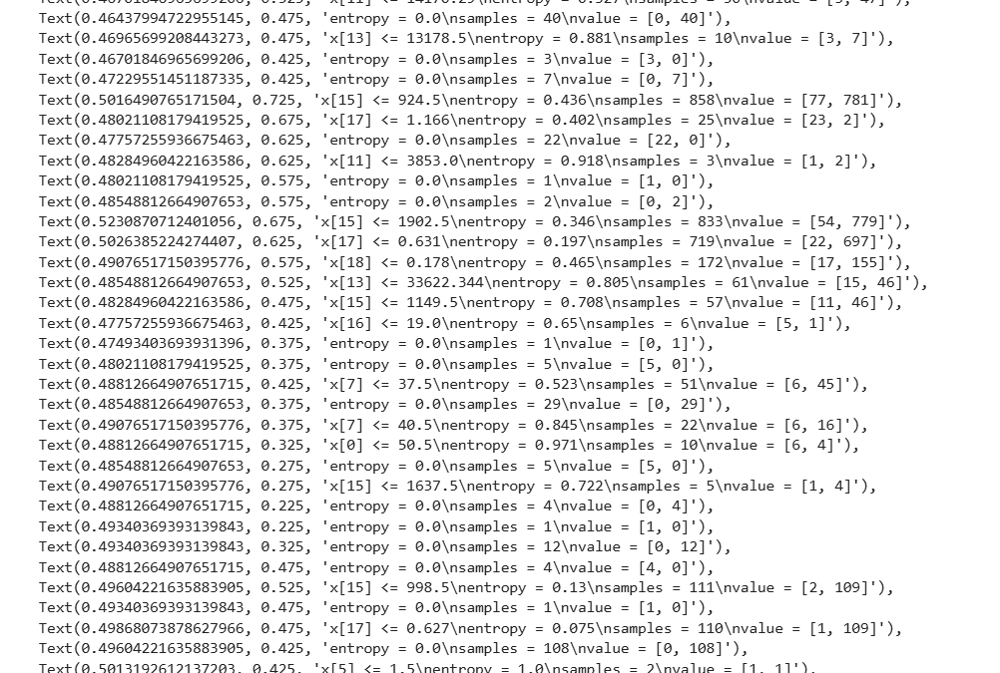 Text(0.46437994722955145, 0.475, 'entropy = 0.0\nsamples = 40\nvalue = [0, 40]'),
Text(0.46965699208443273, 0.475, 'x[13] <= 13178.5\nentropy = 0.881\nsamples = 10\nvalue = [3, 7]'),
Text(0.46701846965699206, 0.425, 'entropy = 0.0\nsamples = 3\nvalue = [3, 0]'),
Text(0.47229551451187335, 0.425, 'entropy = 0.0\nsamples = 7\nvalue = [0, 7]'),
Text(0.5016490765171504, 0.725, 'x[15] <= 924.5\nentropy = 0.436\nsamples = 858\nvalue = [77, 781]'),
Text(0.48021108179419525, 0.675, 'x[17] <= 1.166\nentropy = 0.402\nsamples = 25\nvalue = [23, 2]'),
Text(0.47757255936675463, 0.625, 'entropy = 0.0\nsamples = 22\nvalue = [22, 0]'),
Text(0.48284960422163586, 0.625, 'x[11] <= 3853.0\nentropy = 0.918\nsamples = 3\nvalue = [1, 2]'),
Text(0.48021108179419525, 0.575, 'entropy = 0.0\nsamples = 1\nvalue = [1, 0]'),
Text(0.48548812664907653, 0.575, 'entropy = 0.0\nsamples = 2\nvalue = [0, 2]'),
Text(0.5230870712401056, 0.675, 'x[15] <= 1902.5\nentropy = 0.346\nsamples = 833\nvalue = [54, 779]'),
Text(0.5026385224274407, 0.625, 'x[17] <= 0.631\nentropy = 0.197\nsamples = 719\nvalue = [22, 697]'),
Text(0.49076517150395776, 0.575, 'x[18] <= 0.178\nentropy = 0.465\nsamples = 172\nvalue = [17, 155]'),
Text(0.48548812664907653, 0.525, 'x[13] <= 33622.344\nentropy = 0.805\nsamples = 61\nvalue = [15, 46]'),
Text(0.48284960422163586, 0.475, 'x[15] <= 1149.5\nentropy = 0.708\nsamples = 57\nvalue = [11, 46]'),
Text(0.47757255936675463, 0.425, 'x[16] <= 19.0\nentropy = 0.65\nsamples = 6\nvalue = [5, 1]'),
Text(0.47493403693931396, 0.375, 'entropy = 0.0\nsamples = 1\nvalue = [0, 1]'),
Text(0.48021108179419525, 0.375, 'entropy = 0.0\nsamples = 5\nvalue = [5, 0]'),
Text(0.48812664907651715, 0.425, 'x[7] <= 37.5\nentropy = 0.523\nsamples = 51\nvalue = [6, 45]'),
Text(0.48548812664907653, 0.375, 'entropy = 0.0\nsamples = 29\nvalue = [0, 29]'),
Text(0.49076517150395776, 0.375, 'x[7] <= 40.5\nentropy = 0.845\nsamples = 22\nvalue = [6, 16]'),
Text(0.48812664907651715, 0.325, 'x[0] <= 50.5\nentropy = 0.971\nsamples = 10\nvalue = [6, 4]'),
Text(0.48548812664907653, 0.275, 'entropy = 0.0\nsamples = 5\nvalue = [5, 0]'),
Text(0.49076517150395776, 0.275, 'x[15] <= 1637.5\nentropy = 0.722\nsamples = 5\nvalue = [1, 4]'),
Text(0.48812664907651715, 0.225, 'entropy = 0.0\nsamples = 4\nvalue = [0, 4]'),
Text(0.49340369393139843, 0.225, 'entropy = 0.0\nsamples = 1\nvalue = [1, 0]'),
Text(0.49340369393139843, 0.325, 'entropy = 0.0\nsamples = 12\nvalue = [0, 12]'),
Text(0.48812664907651715, 0.475, 'entropy = 0.0\nsamples = 4\nvalue = [4, 0]'),
Text(0.49604221635883905, 0.525, 'x[15] <= 998.5\nentropy = 0.13\nsamples = 111\nvalue = [2, 109]'),
Text(0.49340369393139843, 0.475, 'entropy = 0.0\nsamples = 1\nvalue = [1, 0]'),
Text(0.49868073878627966, 0.475, 'x[17] <= 0.627\nentropy = 0.075\nsamples = 110\nvalue = [1, 109]'),
Text(0.49604221635883905, 0.425, 'entropy = 0.0\nsamples = 108\nvalue = [0, 108]'),
Text(0.5013192612137203, 0.425, 'x[5] <= 1.5\nentropy = 1.0\nsamples = 2\nvalue = [1, 1]'),